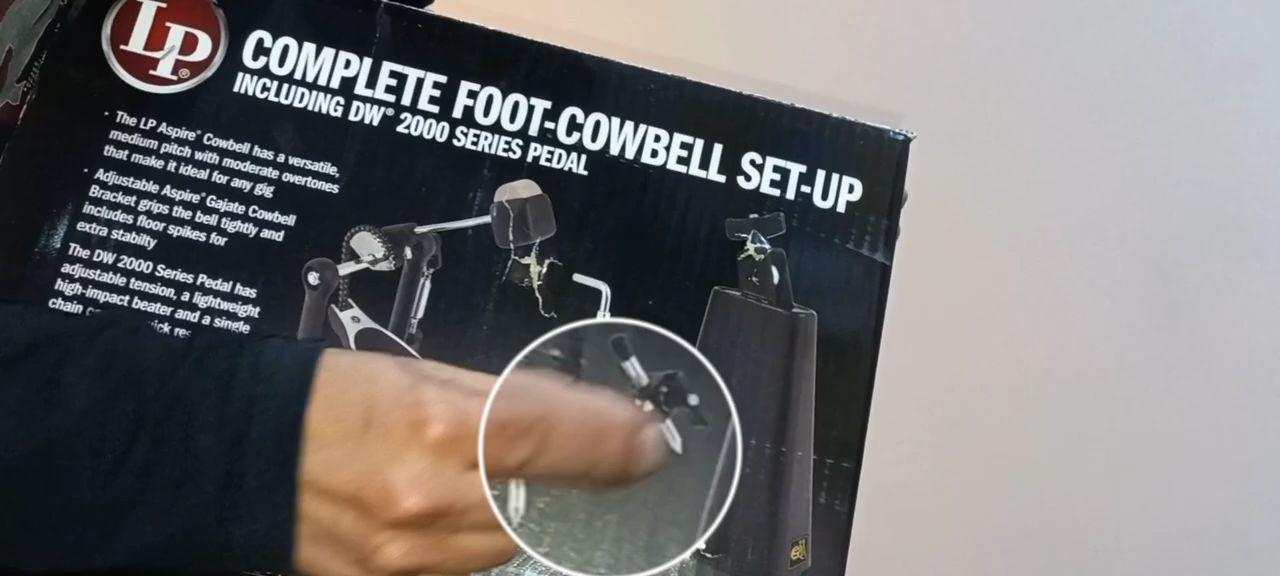 LP®
COMPLETE FOOT-COWBELL SET-UP
INCLUDING DW® 2000 SERIES PEDAL
• The LP Aspire® Cowbell has a versatile,
medium pitch with moderate overtones
that make it ideal for any gig
• Adjustable Aspire® Gajate Cowbell
Bracket grips the bell tightly and
includes floor spikes for
extra stabilty
The DW 2000 Series Pedal has
adjustable tension, a lightweight
high-impact beater and a single
chain